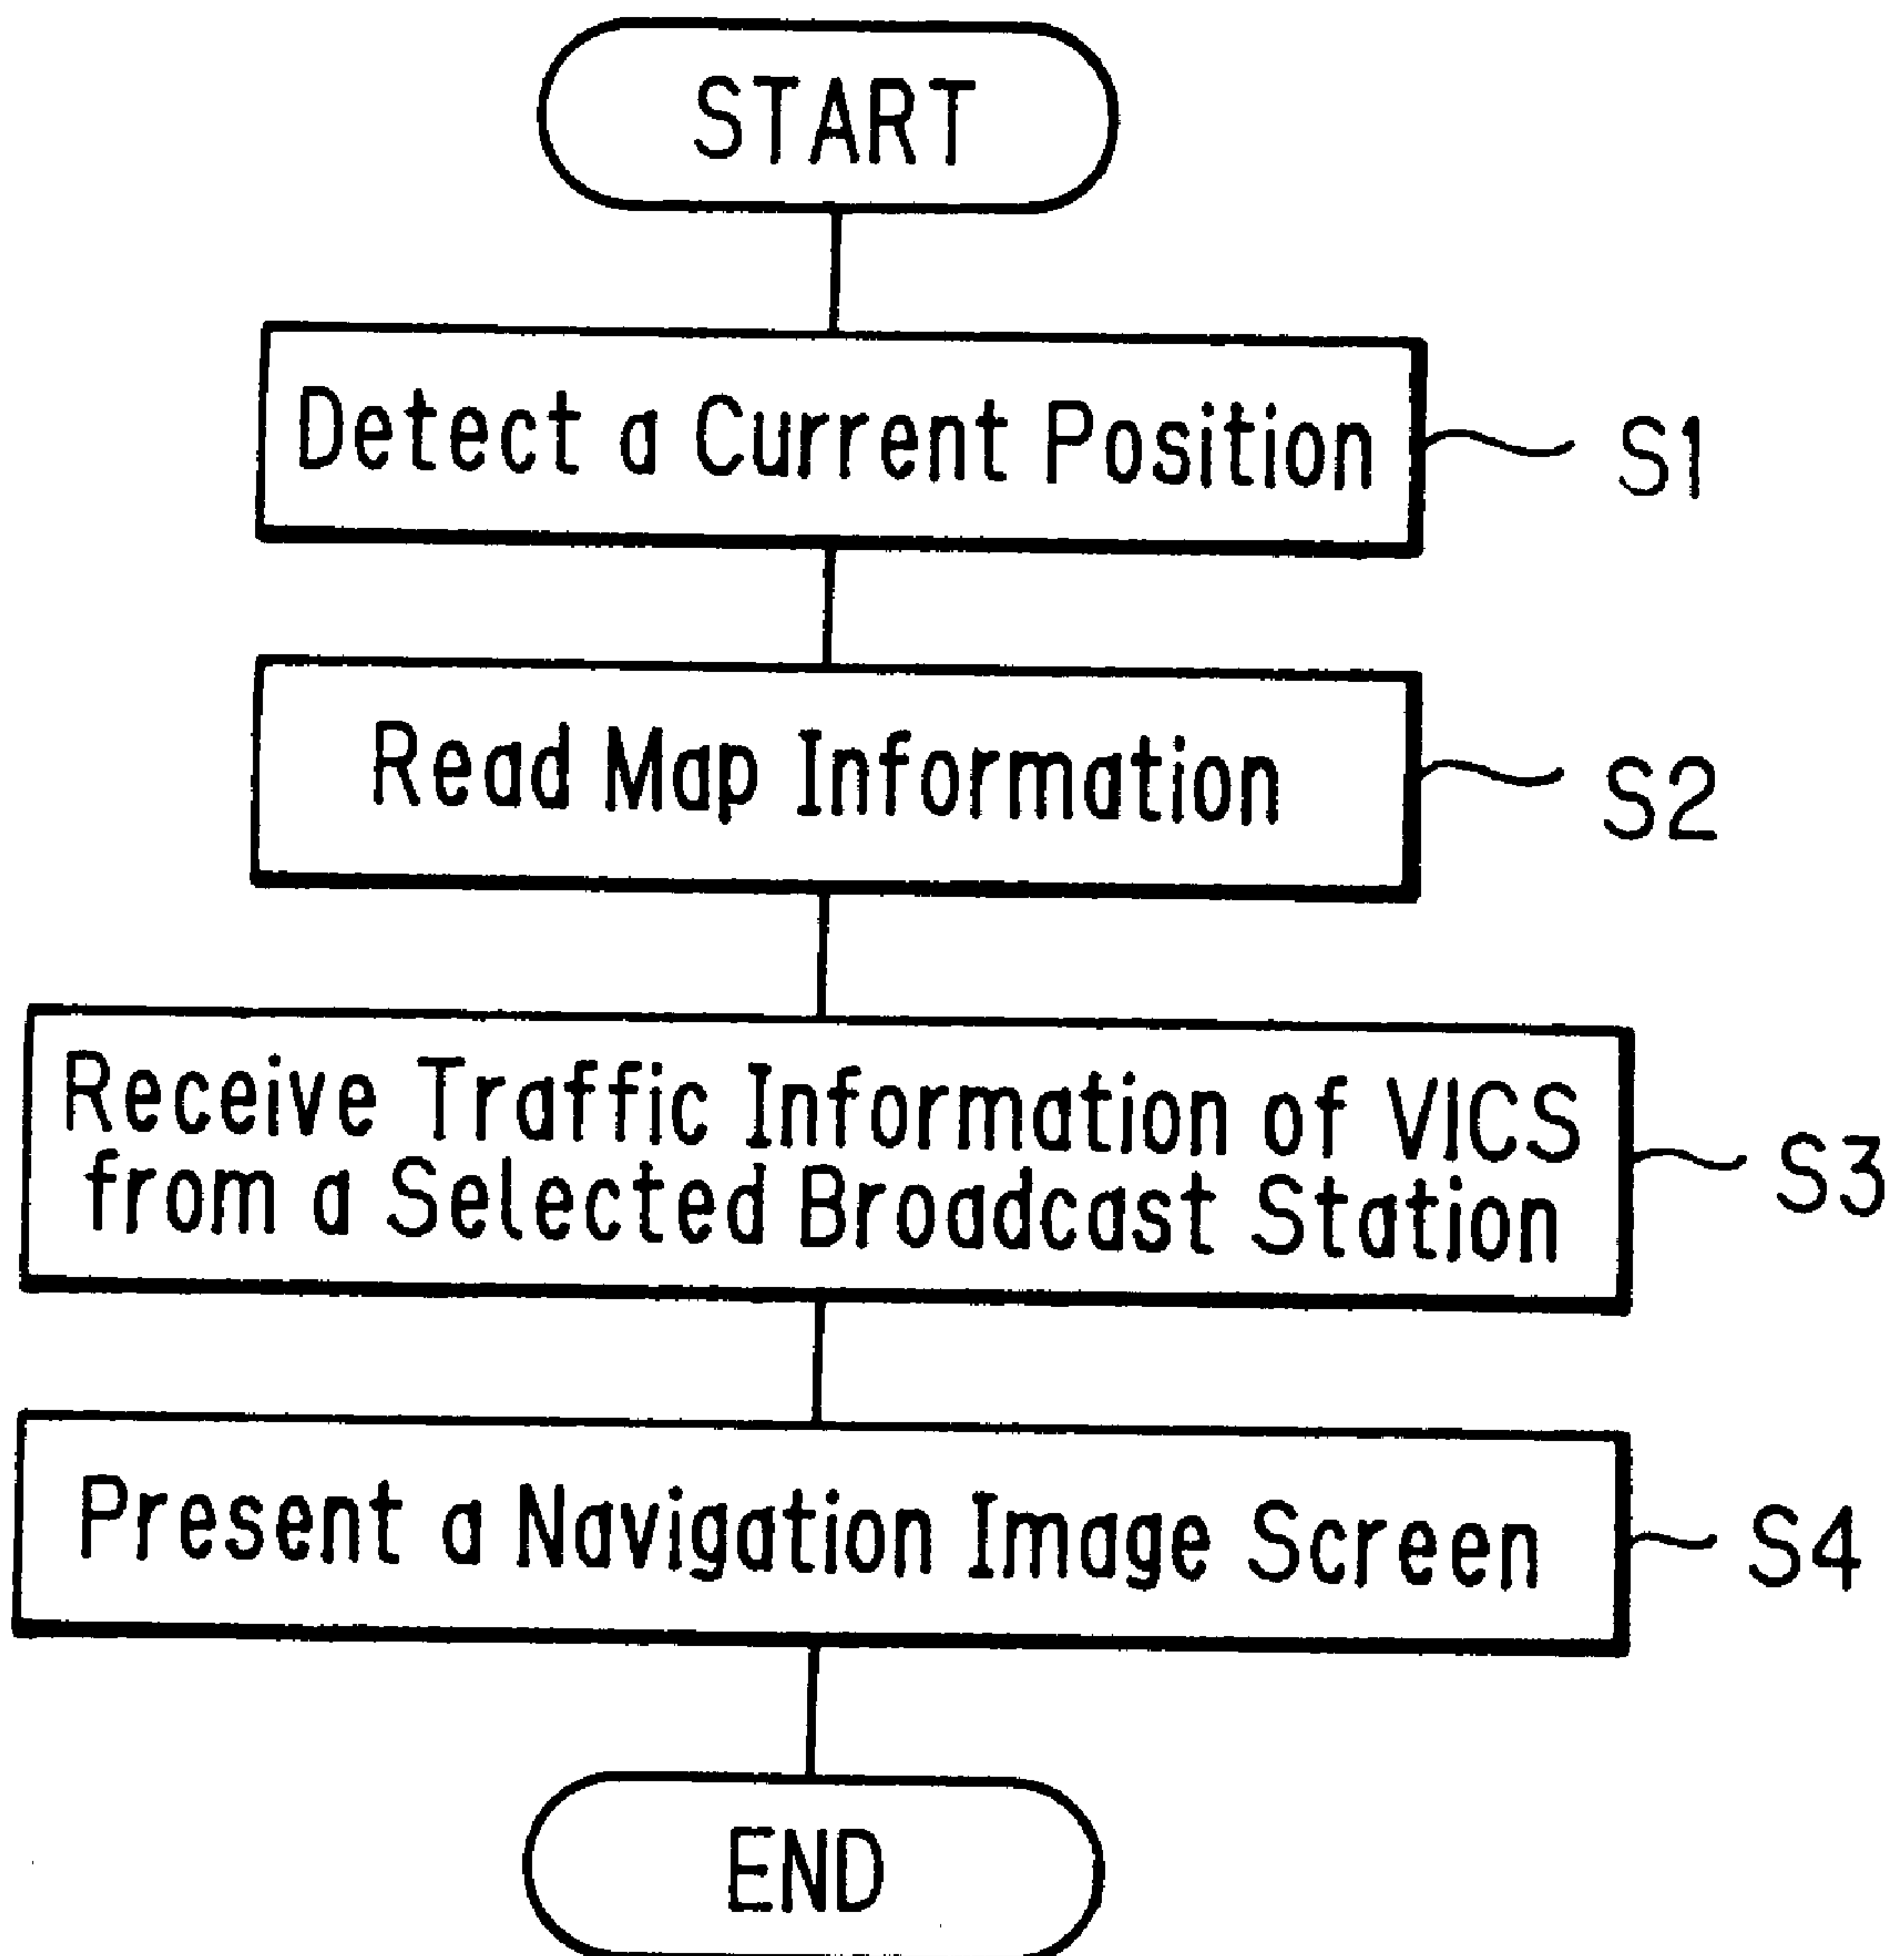 START
Detect a Current Position
S1
Read Map Information
S2
Receive Traffic Information of VICS
from a Selected Broadcast Station
S3
Present a Navigation Image Screen
S4
END